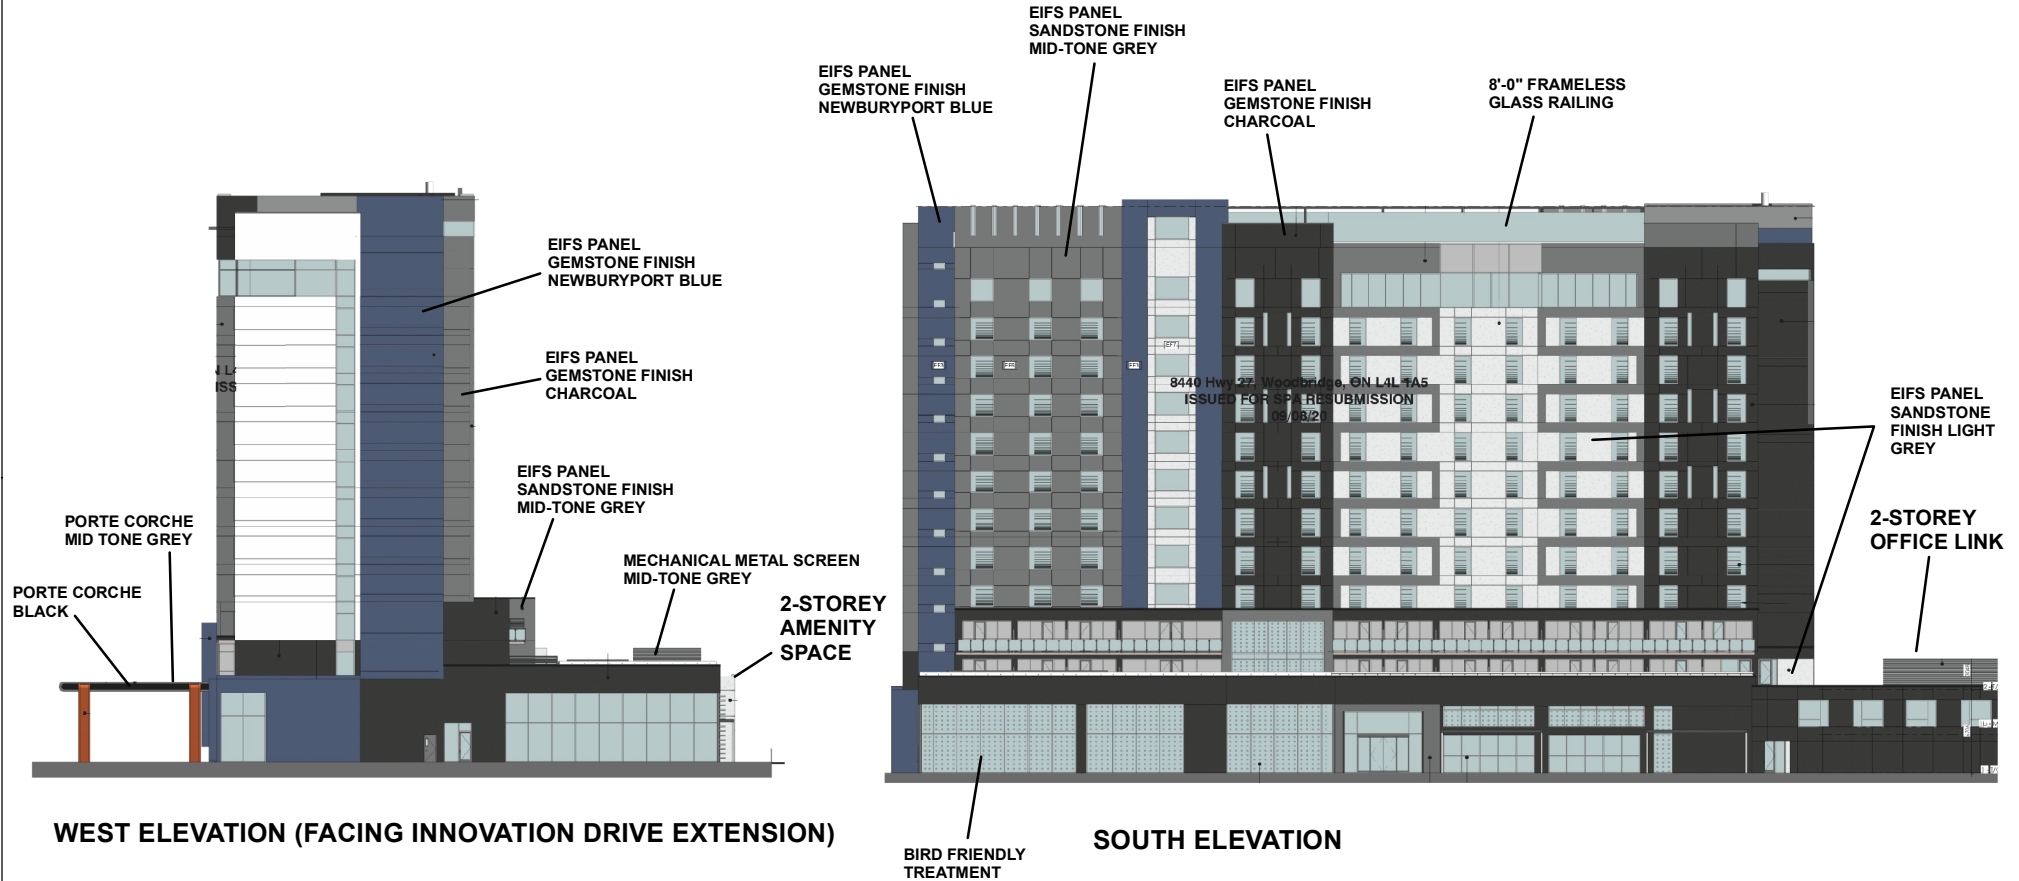 EIFS PANEL
SANDSTONE FINISH
MID-TONE GREY
EIFS PANEL
GEMSTONE FINISH
NEWBURYPORT BLUE
EIFS PANEL
GEMSTONE FINISH
CHARCOAL
8'-0" FRAMELESS
GLASS RAILING
EIFS PANEL
GEMSTONE FINISH
NEWBURYPORT BLUE
EIFS PANEL
GEMSTONE FINISH
CHARCOAL
EIFS PANEL
SANDSTONE FINISH
MID-TONE GREY
PORTE CORCHE
MID TONE GREY
PORTE CORCHE
BLACK
MECHANICAL METAL SCREEN
MID-TONE GREY
2-STOREY
AMENITY
SPACE
EF7
8440 Hwy 27, Woodbridge, ON L4L 1A5
ISSUED FOR SPA RESUBMISSION
09/08/20
EIFS PANEL
SANDSTONE
FINISH LIGHT
GREY
2-STOREY
OFFICE LINK
WEST ELEVATION (FACING INNOVATION DRIVE EXTENSION)
SOUTH ELEVATION
BIRD FRIENDLY
TREATMENT